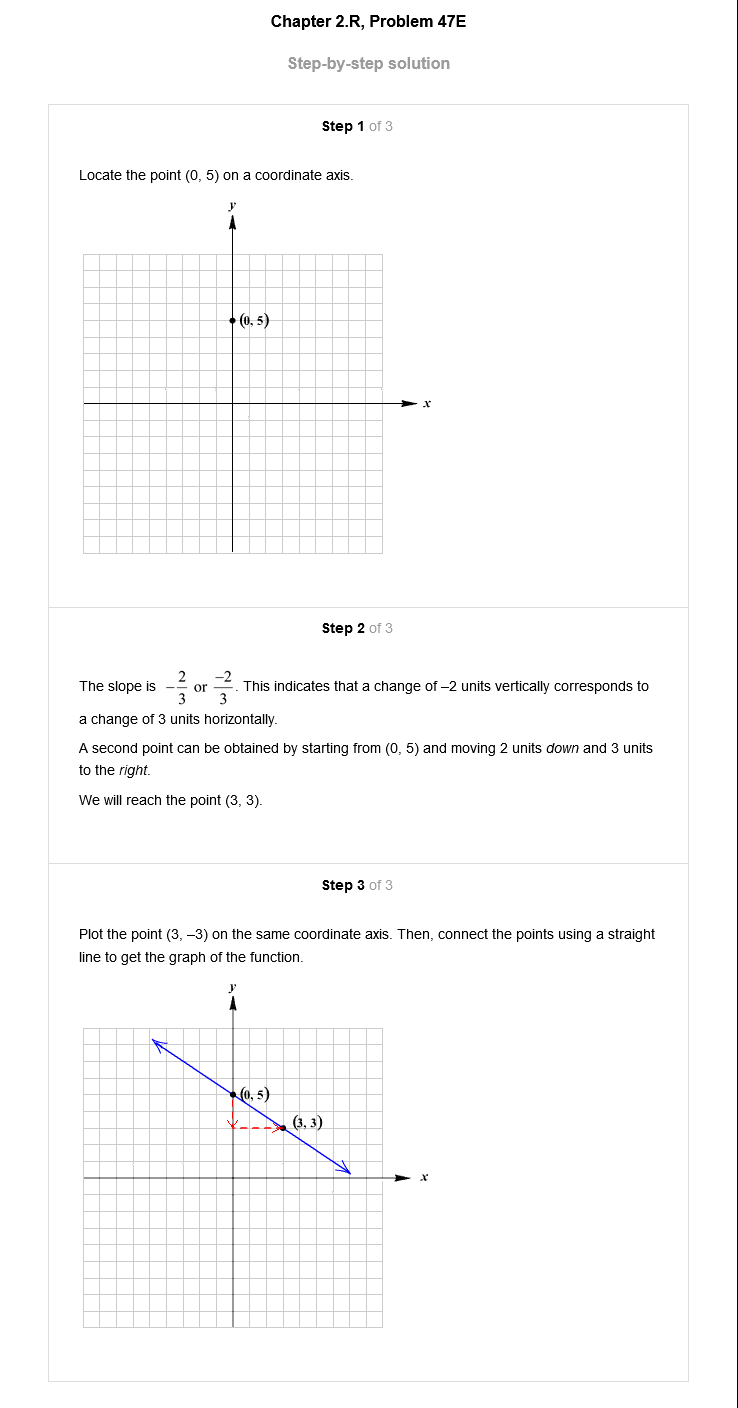 Chapter 2.R, Problem 47E
Step-by-step solution
Step 1 of 3
Locate the point (0, 5) on a coordinate axis.
y
(0, 5)
x
Step 2 of 3
The slope is −2/3 or −2/3. This indicates that a change of –2 units vertically corresponds to
a change of 3 units horizontally.
A second point can be obtained by starting from (0, 5) and moving 2 units down and 3 units
to the right.
We will reach the point (3, 3).
Step 3 of 3
Plot the point (3, –3) on the same coordinate axis. Then, connect the points using a straight
line to get the graph of the function.
y
(0, 5)
(3, 3)
x